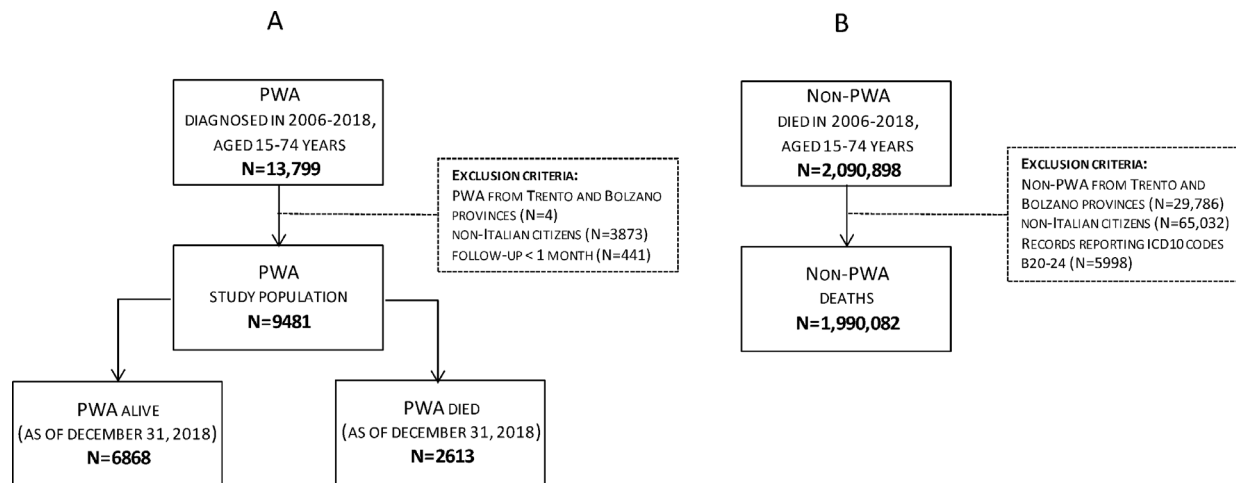 A
PWA
DIAGNOSED IN 2006-2018,
AGED 15-74 YEARS
N=13,799
EXCLUSION CRITERIA:
PWA FROM TRENTO AND BOLZANO
PROVINCES (N=4)
NON-ITALIAN CITIZENS (N=3873)
FOLLOW-UP < 1 MONTH (N=441)
PWA
STUDY POPULATION
N=9481
PWA ALIVE
(AS OF DECEMBER 31, 2018)
N=6868
PWA DIED
(AS OF DECEMBER 31, 2018)
N=2613
B
NON-PWA
DIED IN 2006-2018,
AGED 15-74 YEARS
N=2,090,898
EXCLUSION CRITERIA:
NON-PWA FROM TRENTO AND
BOLZANO PROVINCES (N=29,786)
NON-ITALIAN CITIZENS (N=65,032)
RECORDS REPORTING ICD10 CODES
B20-24 (N=5998)
NON-PWA
DEATHS
N=1,990,082